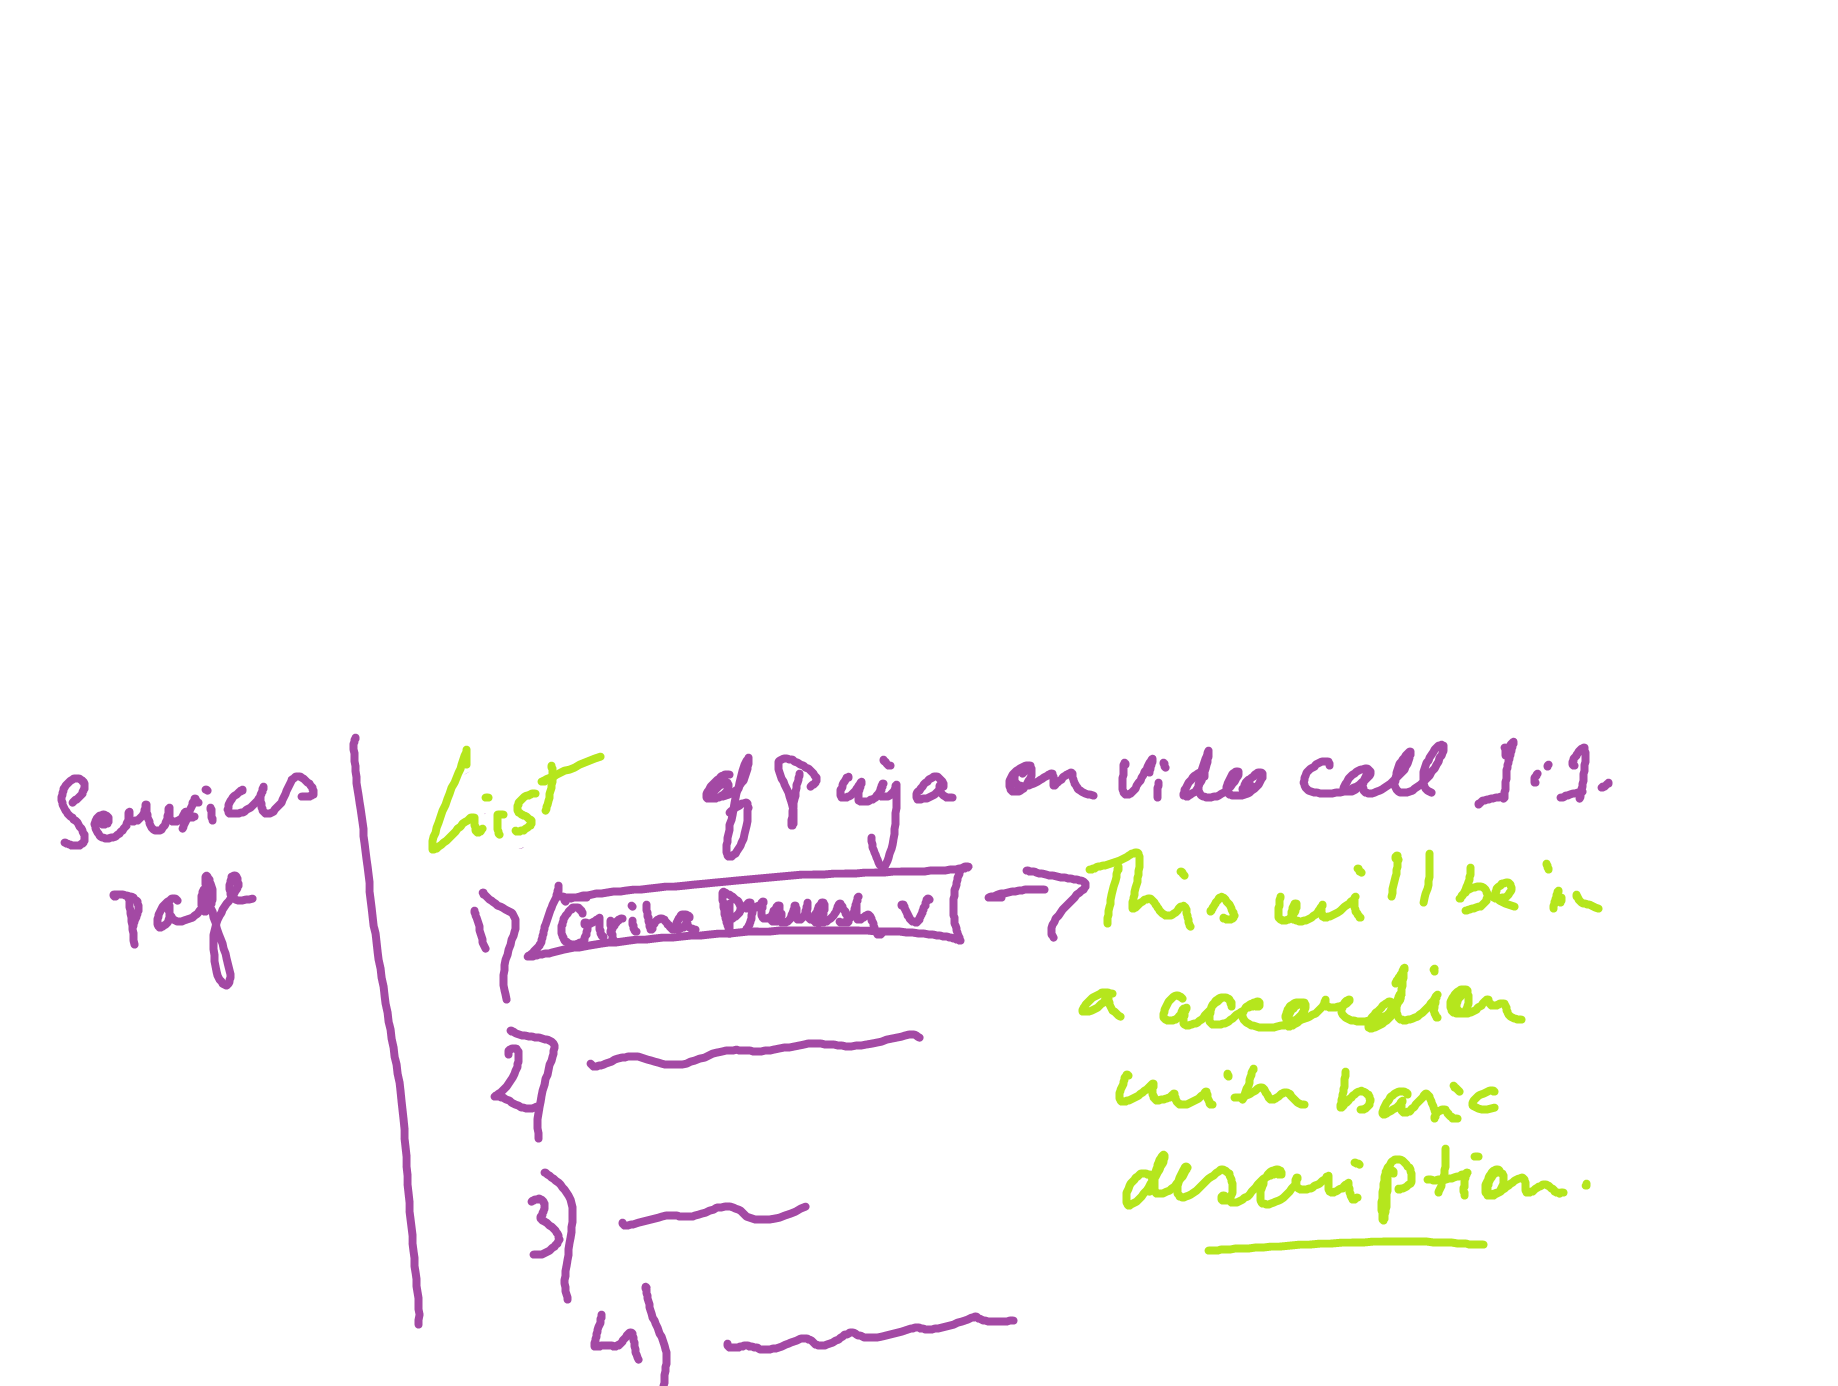 Services
Page
List of Puja on Video Call 1:1.
1) Griha Pravesh v
This will be in
a accordion
with basic
description.
2)
3)
4)